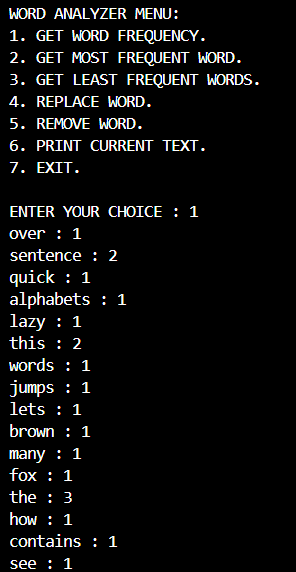 WORD ANALYZER MENU:
1. GET WORD FREQUENCY.
2. GET MOST FREQUENT WORD.
3. GET LEAST FREQUENT WORDS.
4. REPLACE WORD.
5. REMOVE WORD.
6. PRINT CURRENT TEXT.
7. EXIT.
ENTER YOUR CHOICE : 1
over : 1
sentence : 2
quick : 1
alphabets : 1
lazy : 1
this : 2
words : 1
jumps : 1
lets : 1
brown : 1
many : 1
fox : 1
the : 3
how : 1
contains : 1
see : 1